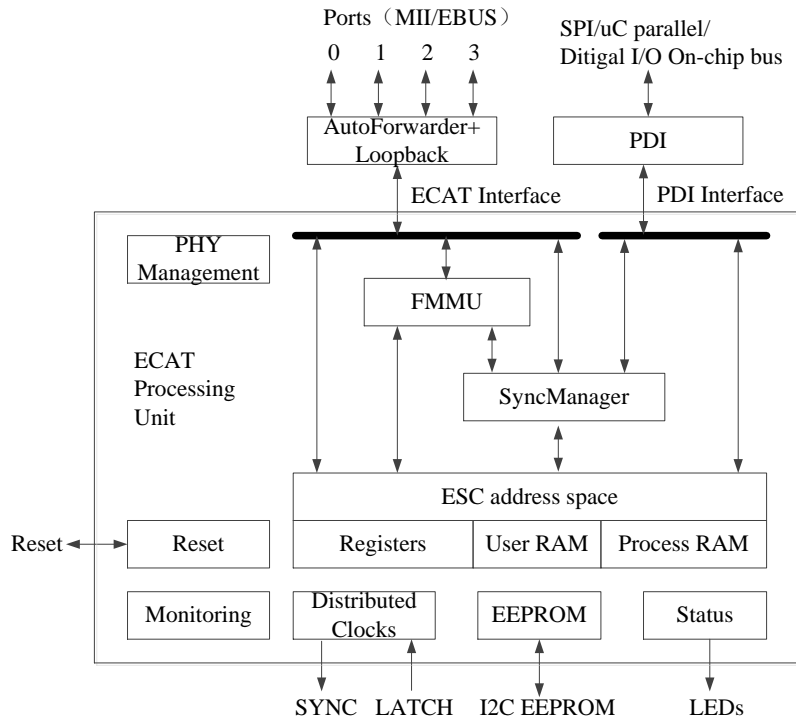 Ports（MII/EBUS）
0 1 2 3
SPI/uC parallel/
Ditigal I/O On-chip bus
AutoForwarder+
Loopback
PDI
ECAT Interface
PDI Interface
PHY
Management
FMMU
ECAT
Processing
Unit
SyncManager
ESC address space
Reset
Reset
Registers
User RAM
Process RAM
Monitoring
Distributed
Clocks
EEPROM
Status
SYNC
LATCH
I2C EEPROM
LEDs